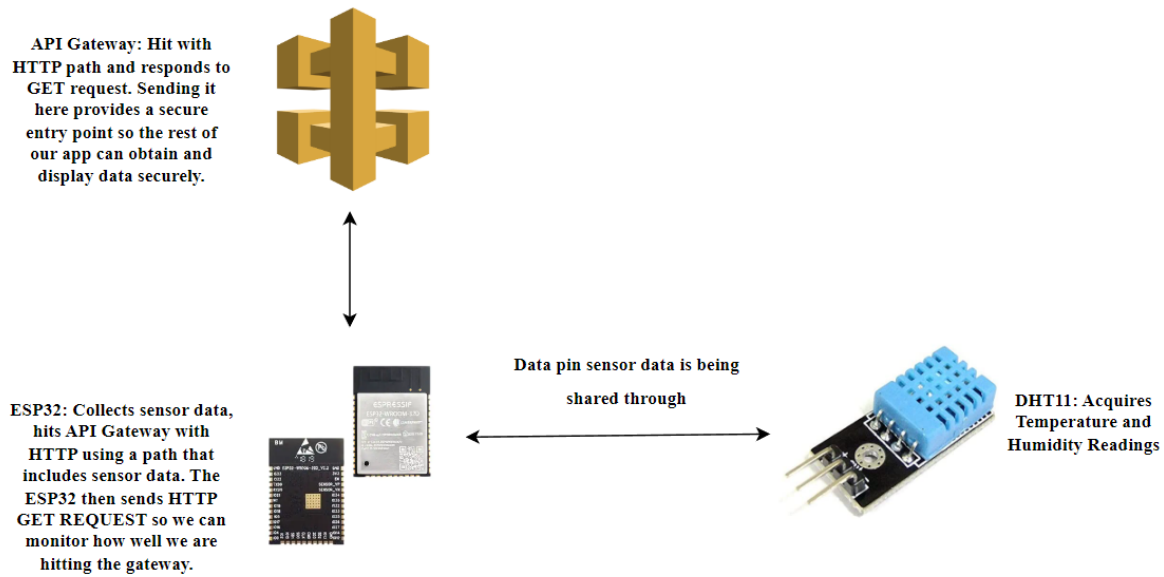 API Gateway: Hit with
HTTP path and responds to
GET request. Sending it
here provides a secure
entry point so the rest of
our app can obtain and
display data securely.
Data pin sensor data is being
shared through
ESP32: Collects sensor data,
hits API Gateway with
HTTP using a path that
includes sensor data. The
ESP32 then sends HTTP
GET REQUEST so we can
monitor how well we are
hitting the gateway.
DHT11: Acquires
Temperature and
Humidity Readings